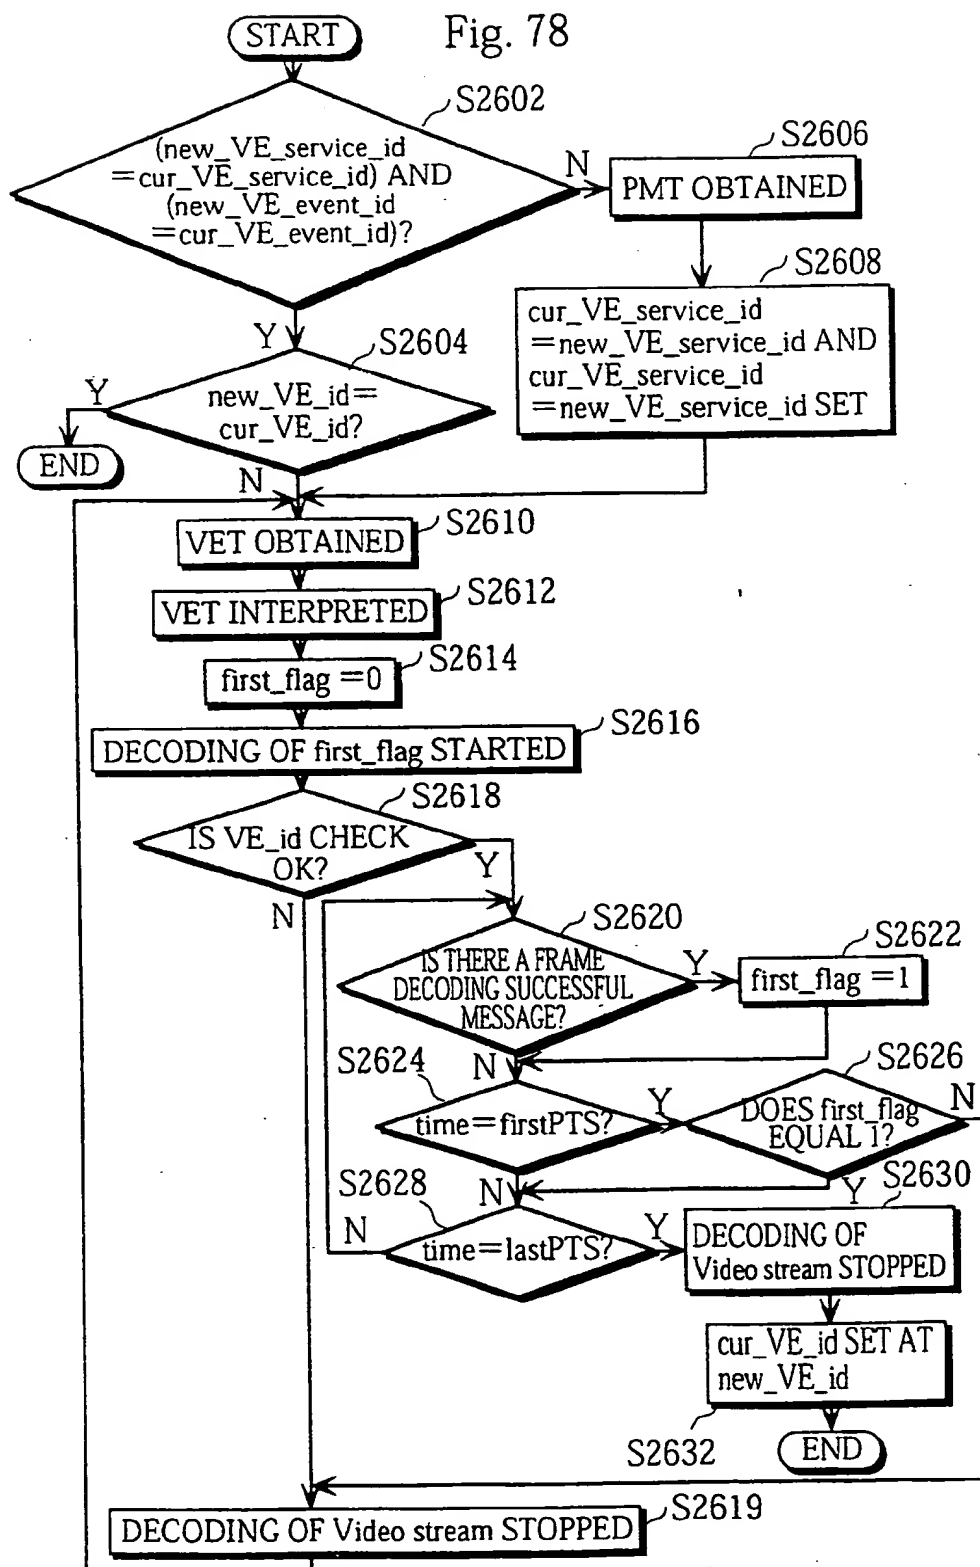 START
Fig. 78
S2602
(new_VE_service_id
=cur_VE_service_id) AND
(new_VE_event_id
=cur_VE_event_id)?
N
S2606
PMT OBTAINED
S2608
cur_VE_service_id
=new_VE_service_id AND
cur_VE_service_id
=new_VE_service_id SET
Y
S2604
new_VE_id=
cur_VE_id?
Y
END
N
S2610
VET OBTAINED
S2612
VET INTERPRETED
S2614
first_flag =0
S2616
DECODING OF first_flag STARTED
S2618
IS VE_id CHECK
OK?
Y
N
S2620
IS THERE A FRAME
DECODING SUCCESSFUL
MESSAGE?
Y
S2622
first_flag =1
N
S2624
time=firstPTS?
Y
S2626
DOES first_flag
EQUAL 1?
N
N
Y
S2628
time=lastPTS?
N
Y
S2630
DECODING OF
Video stream STOPPED
cur_VE_id SET AT
new_VE_id
S2632
END
S2619
DECODING OF Video stream STOPPED